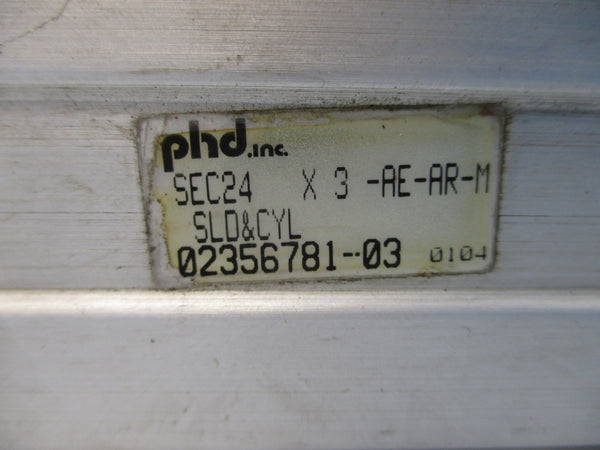 phd.inc.
SEC24 X 3 -AE-AR-M
SLD&CYL
02356781-03 0104